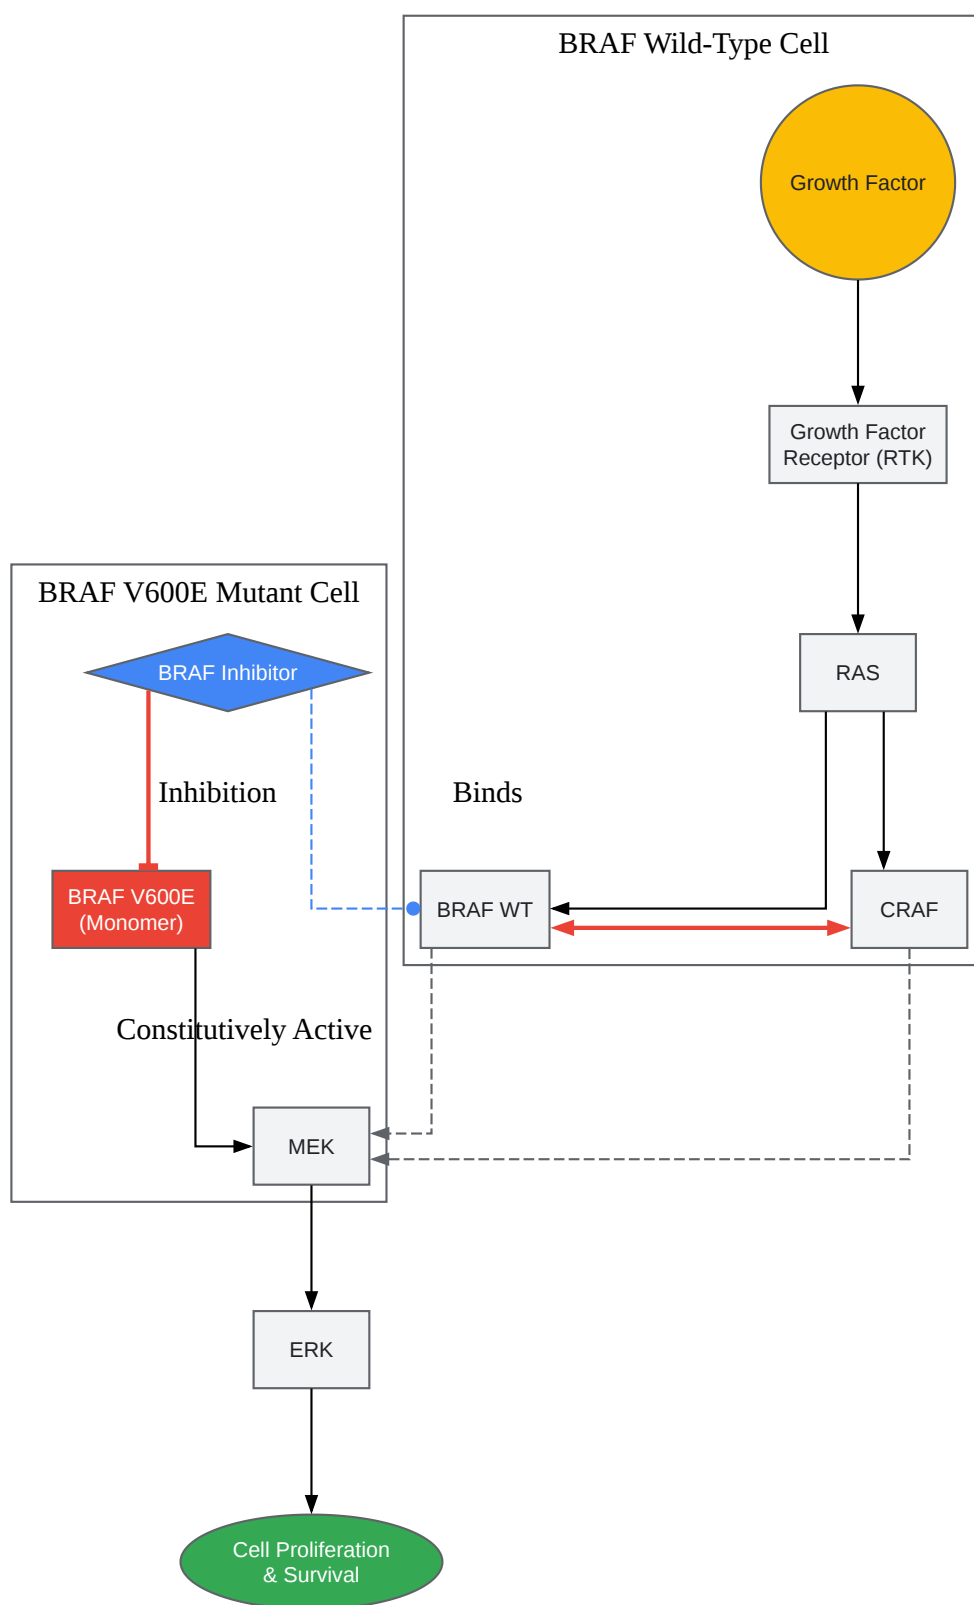 BRAF Wild-Type Cell
Growth Factor
Growth Factor
Receptor (RTK)
BRAF V600E Mutant Cell
BRAF Inhibitor
RAS
Inhibition
Binds
BRAF V600E
(Monomer)
BRAF WT
CRAF
Constitutively Active
MEK
ERK
Cell Proliferation
& Survival